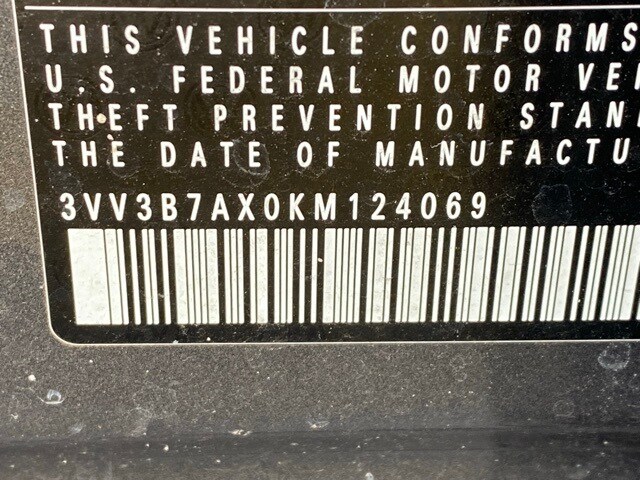 THIS VEHICLE CONFORMS
U.S. FEDERAL MOTOR VE
THEFT PREVENTION STAN
THE DATE OF MANUFACTU
3VV3B7AX0KM124069